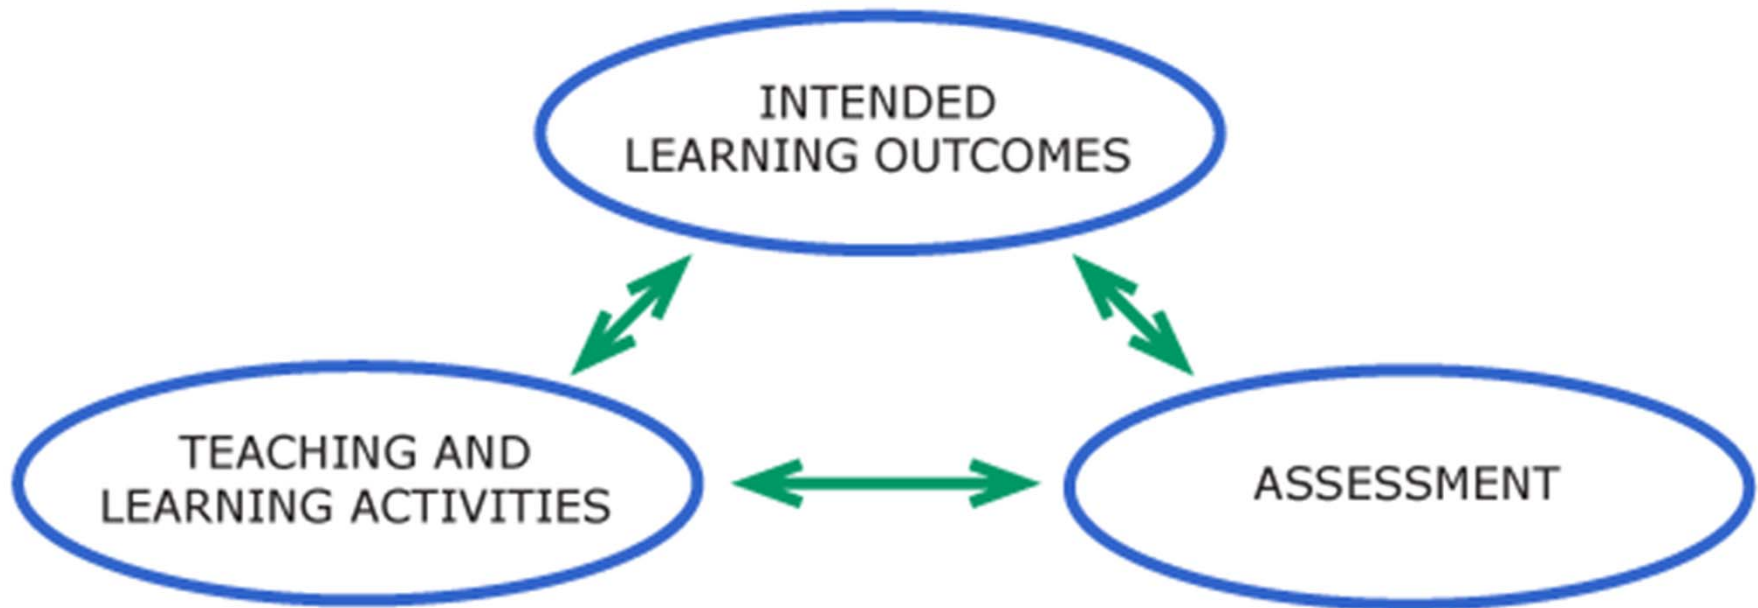 INTENDED
LEARNING OUTCOMES
TEACHING AND
LEARNING ACTIVITIES
ASSESSMENT